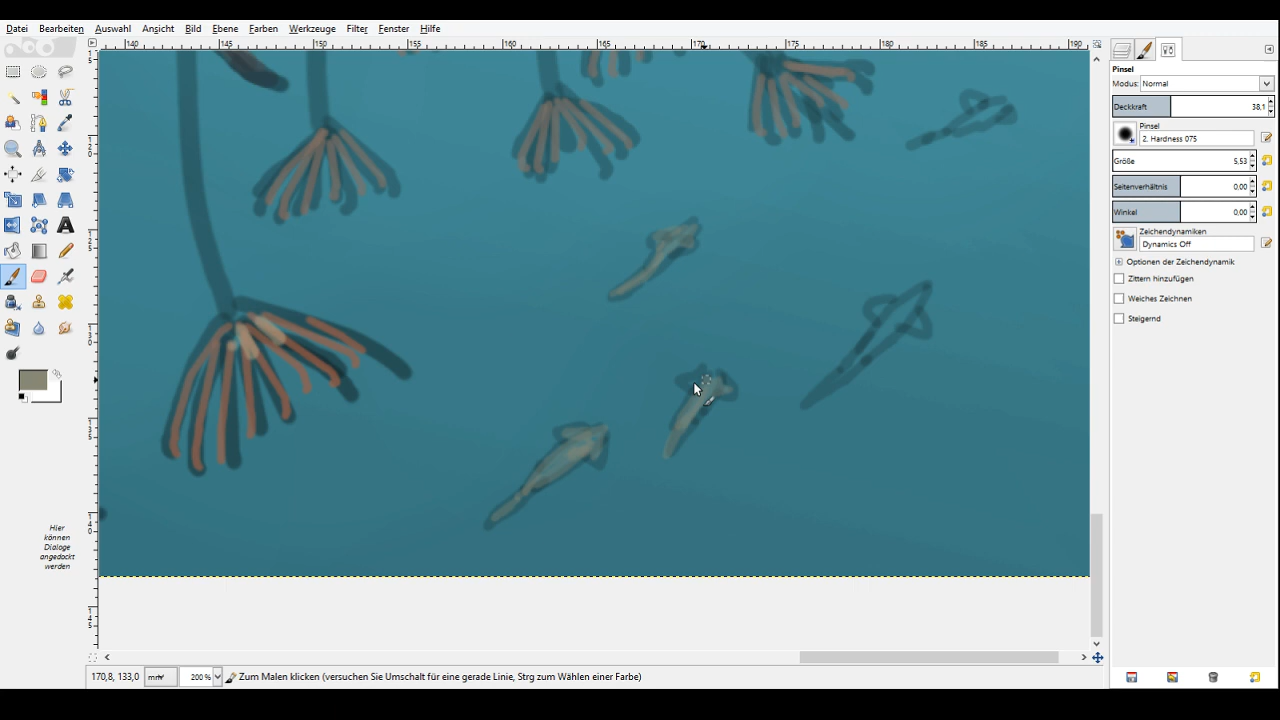 Datei Bearbeiten Auswahl Ansicht Bild Ebene Farben Werkzeuge Filter Fenster Hilfe
140 145 150 155 160 165 170 175 180 185 190
Pinsel
Modus: Normal
Deckkraft 38,1
Pinsel
2. Hardness 075
Größe 5,53
Seitenverhältnis 0,00
Winkel 0,00
Zeichendynamiken
Dynamics Off
Optionen der Zeichendynamik
Zittern hinzufügen
Weiches Zeichnen
Steigernd
Hier
können
Dialoge
angedockt
werden
170,8, 133,0 mm 200 % Zum Malen klicken (versuchen Sie Umschalt für eine gerade Linie, Strg zum Wählen einer Farbe)